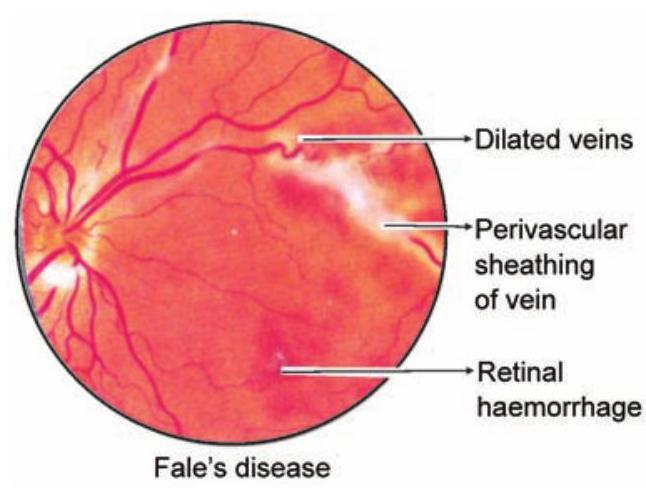 Dilated veins
Perivascular
sheathing
of vein
Retinal
haemorrhage
Fale's disease